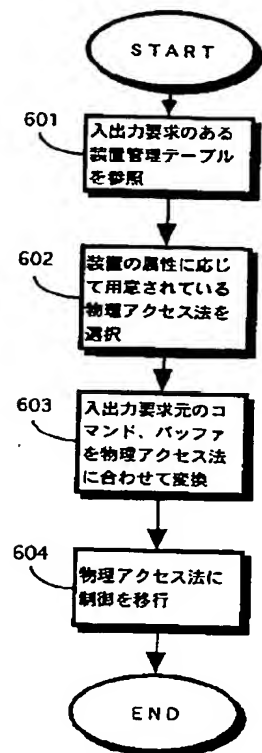 START
601
入出力要求のある
装置管理テーブル
を参照
602
装置の属性に応じ
て用意されている
物理アクセス法を
選択
603
入出力要求元のコ
マンド、バッファ
を物理アクセス法
に合わせて変換
604
物理アクセス法に
制御を移行
END